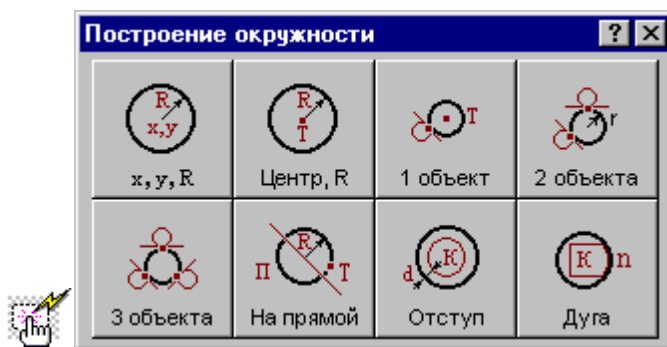 Построение окружности
R
x,y
x,y,R
R
T
Центр, R
T
1 объект
r
2 объекта
3 объекта
R
П
T
На прямой
K
d
Отступ
K
n
Дуга